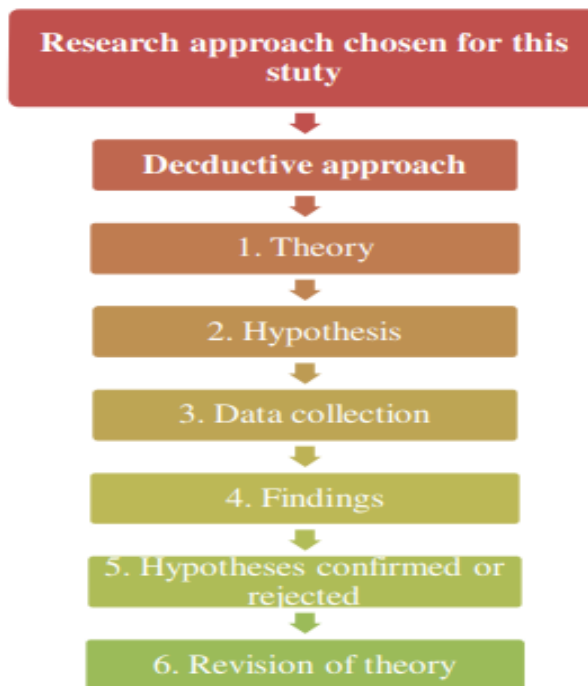 Research approach chosen for this
stuty
Decductive approach
1. Theory
2. Hypothesis
3. Data collection
4. Findings
5. Hypotheses confirmed or
rejected
6. Revision of theory